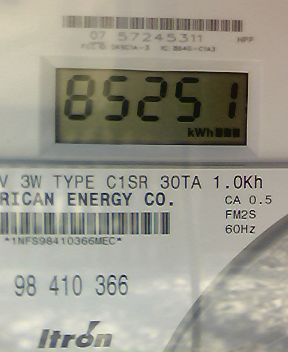 07 57245311 HPF
85251
kWh
V 3W TYPE C1SR 30TA 1.0Kh
RICAN ENERGY CO. CA 0.5
FM2S
60Hz
*1NFS98410366MEC*
98 410 366
Itron